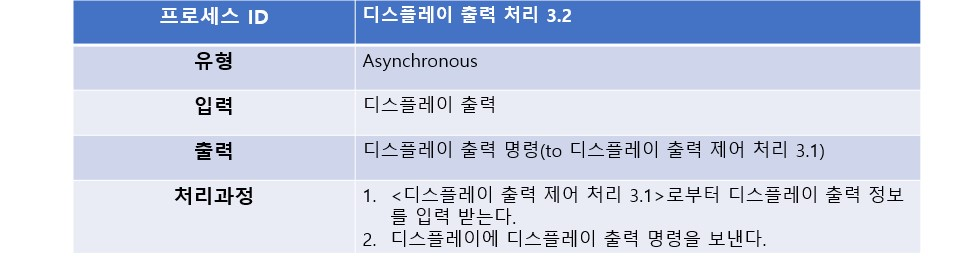 프로세스 ID 디스플레이 출력 처리 3.2
유형 Asynchronous
입력 디스플레이 출력
출력 디스플레이 출력 명령(to 디스플레이 출력 제어 처리 3.1)
처리과정 1. <디스플레이 출력 제어 처리 3.1>로부터 디스플레이 출력 정보
를 입력 받는다.
2. 디스플레이에 디스플레이 출력 명령을 보낸다.